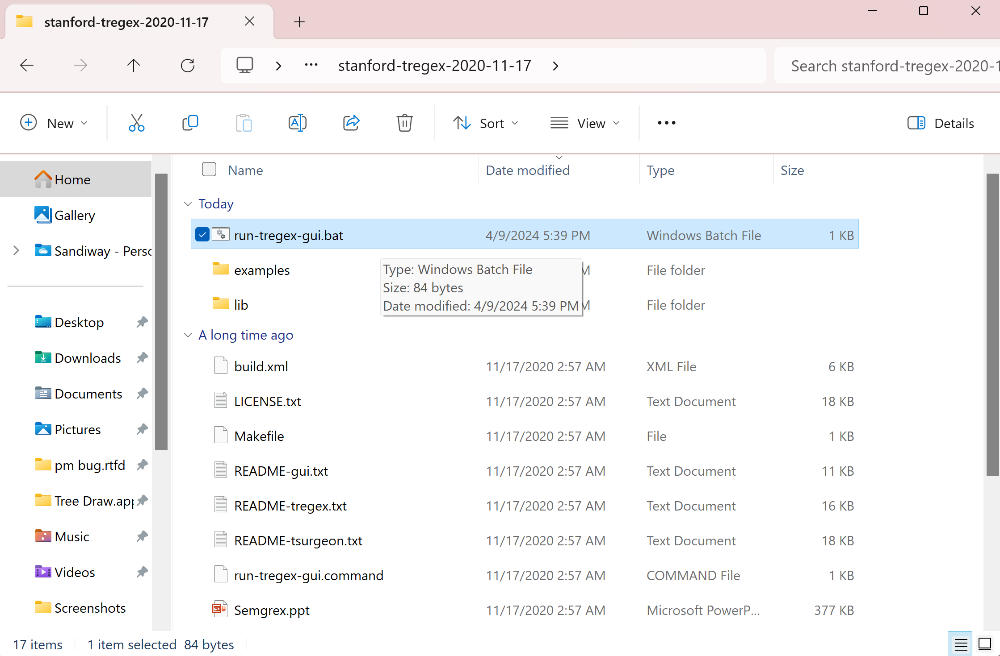 stanford-tregex-2020-11-17
stanford-tregex-2020-11-17
Search stanford-tregex-2020-1
New
Sort
View
Details
Home
Gallery
Sandiway - Perso
Desktop
Downloads
Documents
Pictures
pm bug.rtfd
Tree Draw.app
Music
Videos
Screenshots
Name Date modified Type Size
Today
run-tregex-gui.bat 4/9/2024 5:39 PM Windows Batch File 1 KB
examples M File folder
lib M File folder
Type: Windows Batch File
Size: 84 bytes
Date modified: 4/9/2024 5:39 PM
A long time ago
build.xml 11/17/2020 2:57 AM XML File 6 KB
LICENSE.txt 11/17/2020 2:57 AM Text Document 18 KB
Makefile 11/17/2020 2:57 AM File 1 KB
README-gui.txt 11/17/2020 2:57 AM Text Document 11 KB
README-tregex.txt 11/17/2020 2:57 AM Text Document 16 KB
README-tsurgeon.txt 11/17/2020 2:57 AM Text Document 18 KB
run-tregex-gui.command 11/17/2020 2:57 AM COMMAND File 1 KB
Semgrex.ppt 11/17/2020 2:57 AM Microsoft PowerP... 377 KB
17 items 1 item selected 84 bytes